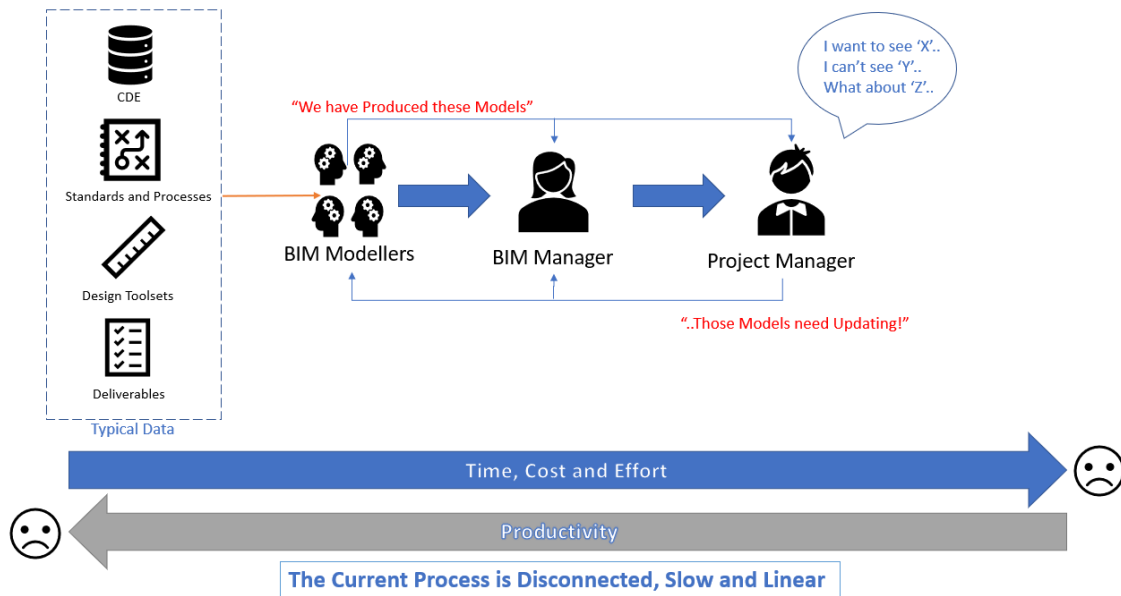 I want to see ‘X’..
I can’t see ‘Y’..
What about ‘Z’..
CDE
“We have Produced these Models”
Standards and Processes
BIM Modellers
BIM Manager
Project Manager
Design Toolsets
“..Those Models need Updating!”
Deliverables
Typical Data
Time, Cost and Effort
Productivity
The Current Process is Disconnected, Slow and Linear